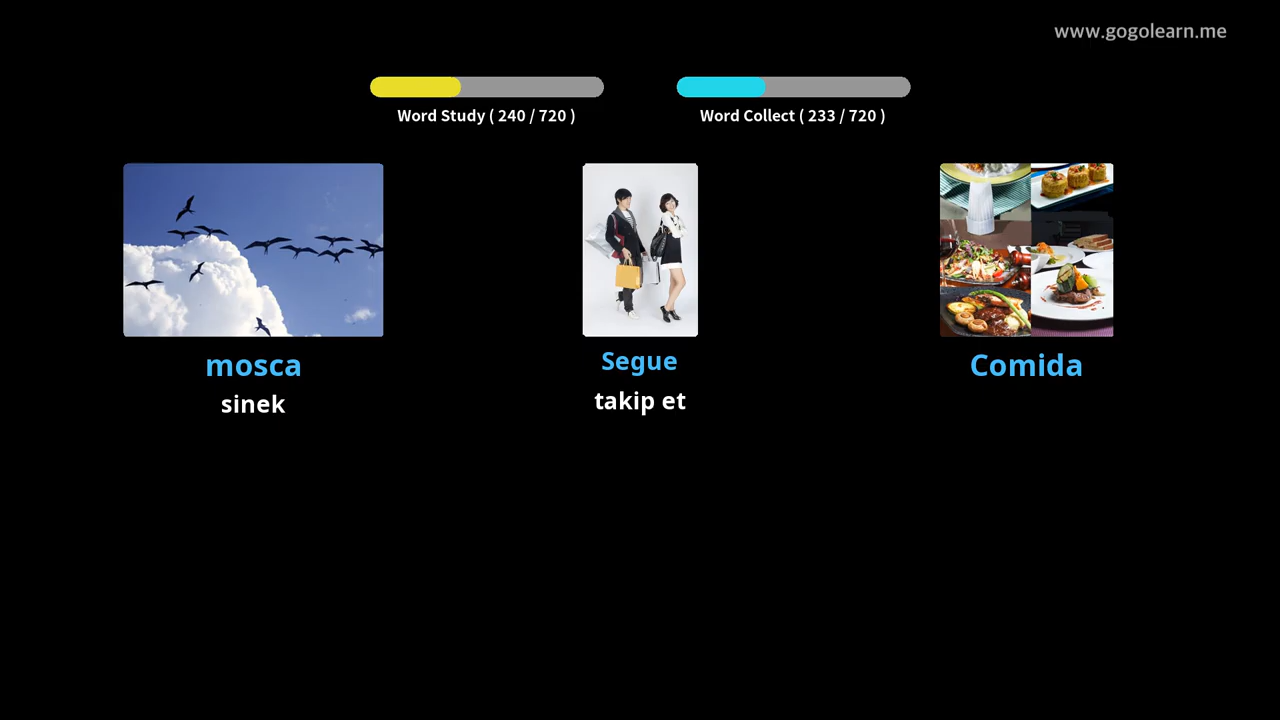 www.gogolearn.me
Word Study ( 240 / 720 )
Word Collect ( 233 / 720 )
mosca
sinek
Segue
takip et
Comida